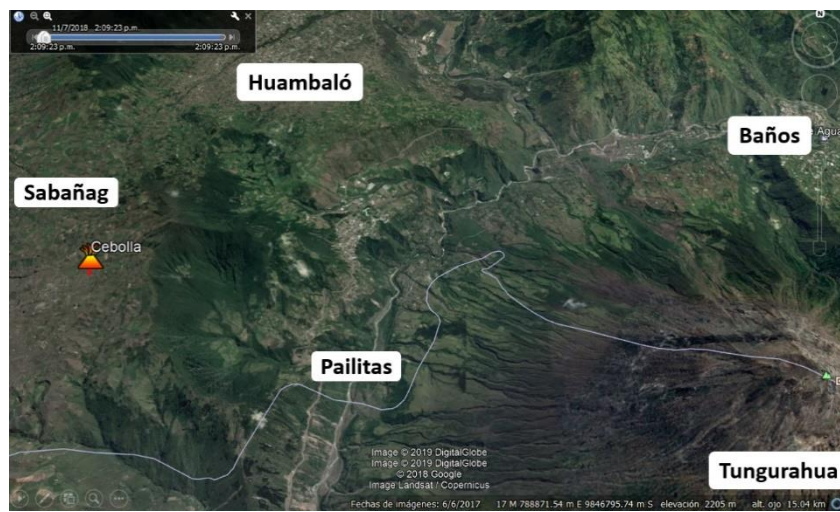 11/7/2018 2:09:23 p.m.
2:09:23 p.m. 2:09:23 p.m.
N
Huambaló
Baños
e Agua
Sabañag
Cebolla
Pailitas
Image © 2019 DigitalGlobe
Image © 2019 DigitalGlobe
© 2018 Google
Image Landsat / Copernicus
Tungurahua
Fechas de imágenes: 6/6/2017 17 M 788871.54 m E 9846795.74 m S elevación 2205 m alt. ojo 15.04 km